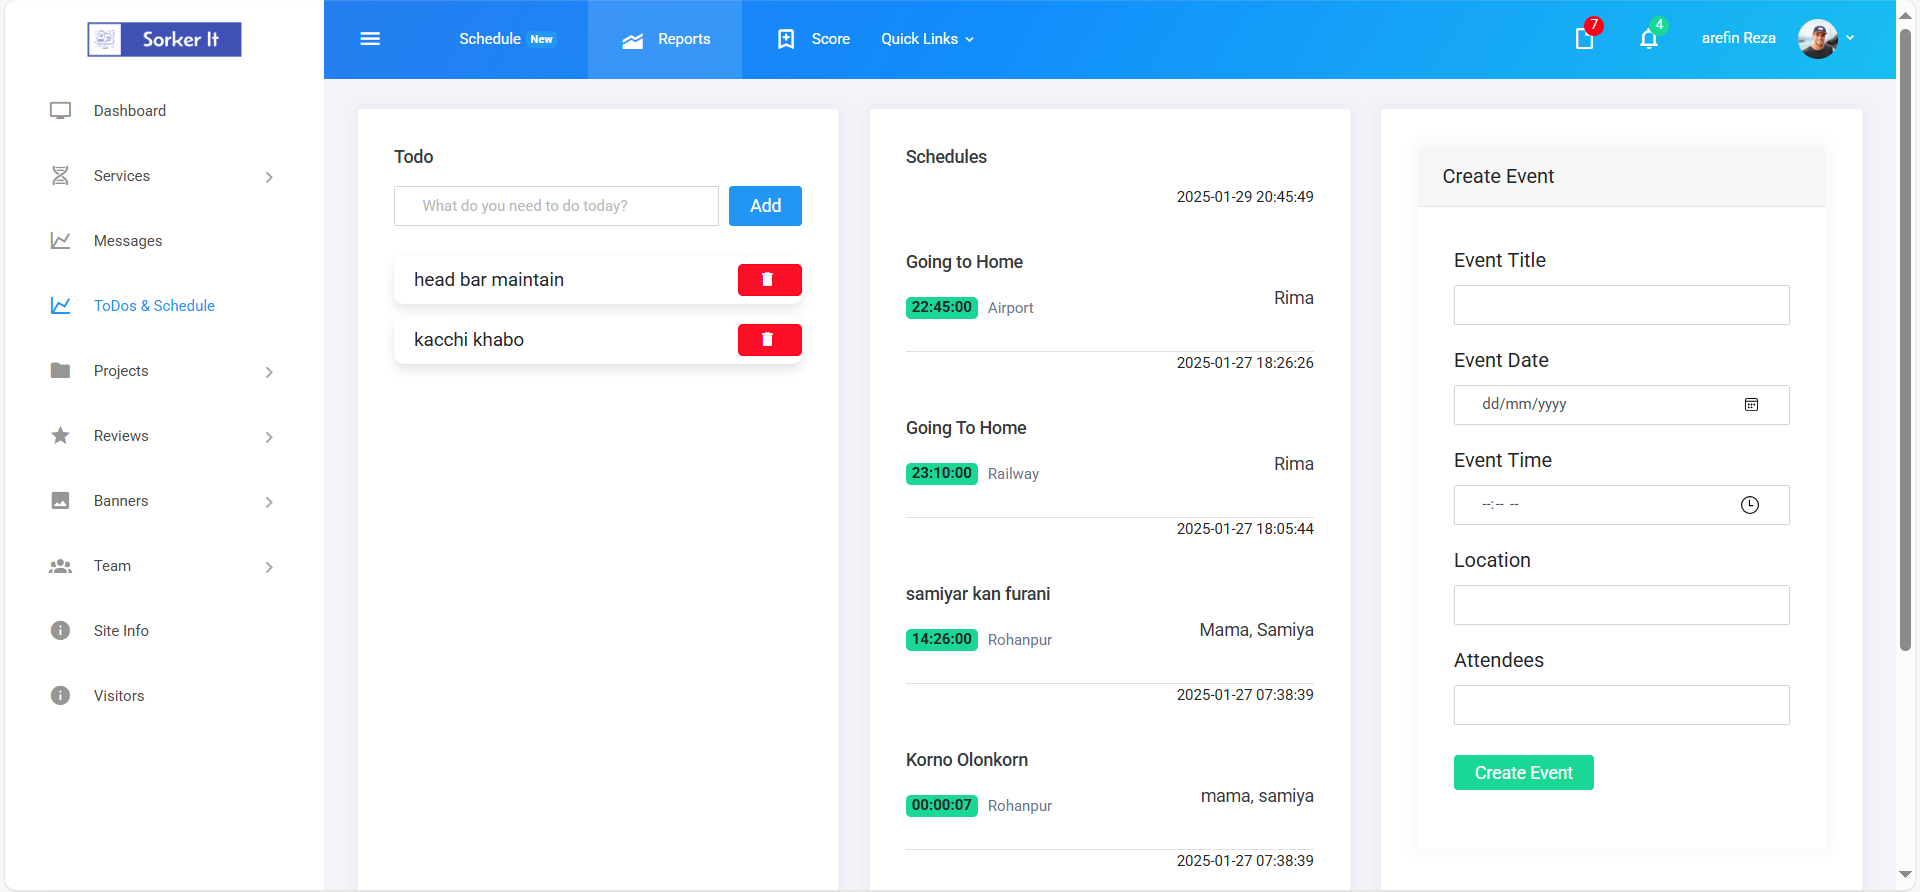 Sorker It
Schedule New
Reports
Score
Quick Links
7
4
arefin Reza
Dashboard
Services
Messages
ToDos & Schedule
Projects
Reviews
Banners
Team
Site Info
Visitors
Todo
What do you need to do today?
Add
head bar maintain
kacchi khabo
Schedules
2025-01-29 20:45:49
Going to Home
22:45:00 Airport
Rima
2025-01-27 18:26:26
Going To Home
23:10:00 Railway
Rima
2025-01-27 18:05:44
samiyar kan furani
14:26:00 Rohanpur
Mama, Samiya
2025-01-27 07:38:39
Korno Olonkorn
00:00:07 Rohanpur
mama, samiya
2025-01-27 07:38:39
Create Event
Event Title
Event Date
dd/mm/yyyy
Event Time
--:-- --
Location
Attendees
Create Event